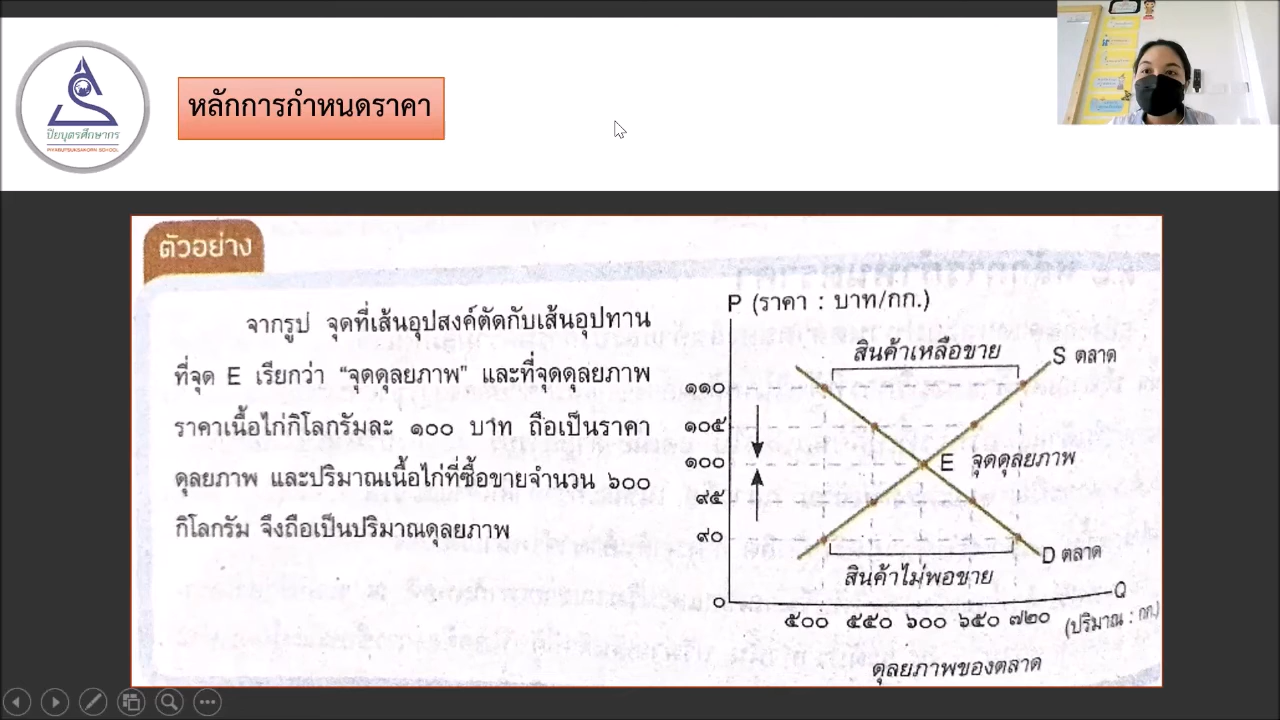 ปิยบุตรศึกษากร
PIYABUTSUKSAKORN SCHOOL
หลักการกำหนดราคา
ตัวอย่าง
จากรูป จุดที่เส้นอุปสงค์ตัดกับเส้นอุปทาน
ที่จุด E เรียกว่า “จุดดุลยภาพ” และที่จุดดุลยภาพ
ราคาเนื้อไก่กิโลกรัมละ ๑๐๐ บาท ถือเป็นราคา
ดุลยภาพ และปริมาณเนื้อไก่ที่ซื้อขายจำนวน ๖๐๐
กิโลกรัม จึงถือเป็นปริมาณดุลยภาพ
P (ราคา : บาท/กก.)
สินค้าเหลือขาย
S ตลาด
๑๑๐
๑๐๕
๑๐๐
E จุดดุลยภาพ
๙๕
๙๐
D ตลาด
สินค้าไม่พอขาย
๐
Q
๕๐๐ ๕๕๐ ๖๐๐ ๖๕๐ ๗๒๐ (ปริมาณ : กก.)
ดุลยภาพของตลาด